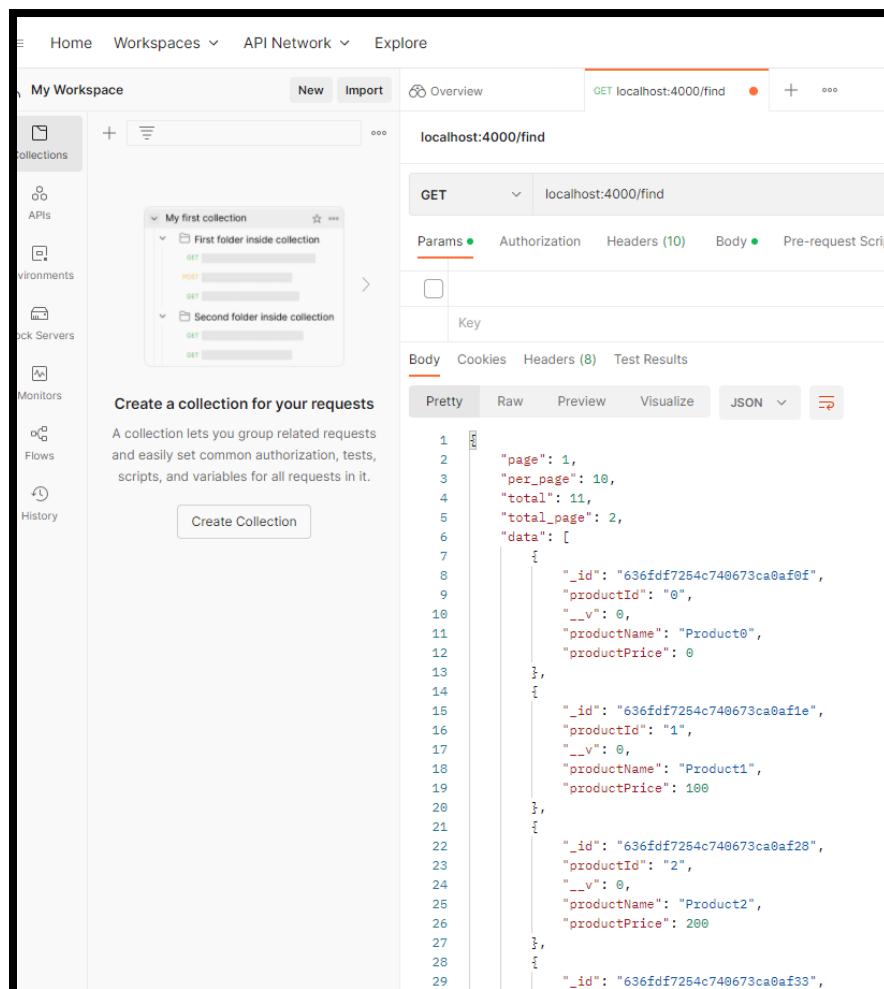 Home Workspaces API Network Explore
My Workspace New Import
Overview GET localhost:4000/find
Collections
APIs
vironments
ock Servers
Monitors
Flows
History
My first collection
First folder inside collection
GET
POST
GET
Second folder inside collection
GET
GET
Create a collection for your requests
A collection lets you group related requests
and easily set common authorization, tests,
scripts, and variables for all requests in it.
Create Collection
localhost:4000/find
GET localhost:4000/find
Params Authorization Headers (10) Body Pre-request Scri
Key
Body Cookies Headers (8) Test Results
Pretty Raw Preview Visualize JSON
1 {
2 "page": 1,
3 "per_page": 10,
4 "total": 11,
5 "total_page": 2,
6 "data": [
7 {
8 "_id": "636fdf7254c740673ca0af0f",
9 "productId": "0",
10 "__v": 0,
11 "productName": "Product0",
12 "productPrice": 0
13 },
14 {
15 "_id": "636fdf7254c740673ca0af1e",
16 "productId": "1",
17 "__v": 0,
18 "productName": "Product1",
19 "productPrice": 100
20 },
21 {
22 "_id": "636fdf7254c740673ca0af28",
23 "productId": "2",
24 "__v": 0,
25 "productName": "Product2",
26 "productPrice": 200
27 },
28 {
29 "_id": "636fdf7254c740673ca0af33",